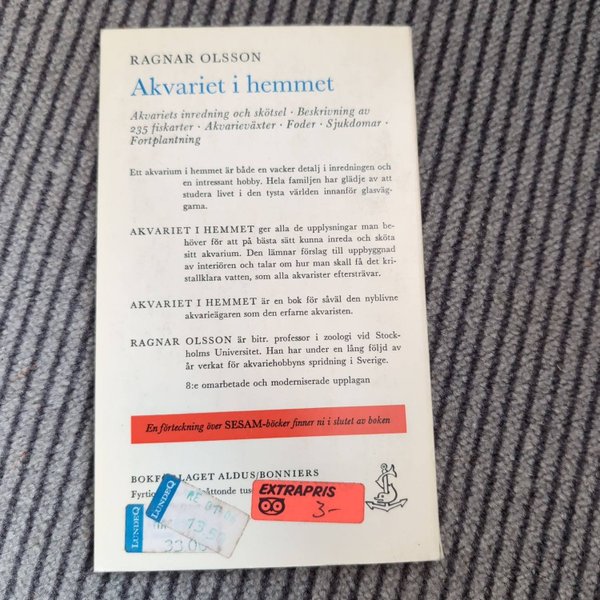 RAGNAR OLSSON
Akvariet i hemmet
Akvariets inredning och skötsel · Beskrivning av
235 fiskarter · Akvarieväxter · Foder · Sjukdomar ·
Fortplantning
Ett akvarium i hemmet är både en vacker detalj i inredningen och
en intressant hobby. Hela familjen har glädje av att
studera livet i den tysta världen innanför glasväg-
garna.
AKVARIET I HEMMET ger alla de upplysningar man be-
höver för att på bästa sätt kunna inreda och sköta
sitt akvarium. Den lämnar förslag till uppbyggnad
av interiören och talar om hur man skall få det kri-
stallklara vatten, som alla akvarister eftersträvar.
AKVARIET I HEMMET är en bok för såväl den nyblivne
akvarieägaren som den erfarne akvaristen.
RAGNAR OLSSON är bitr. professor i zoologi vid Stock-
holms Universitet. Han har under en lång följd av
år verkat för akvariehobbyns spridning i Sverige.
8:e omarbetade och moderniserade upplagan
En förteckning över SESAM-böcker finner ni i slutet av boken
ALDUS/BONNIERS
EXTRAPRIS
3-
LUNDEQ
13.50
LUNDEQ
33.00